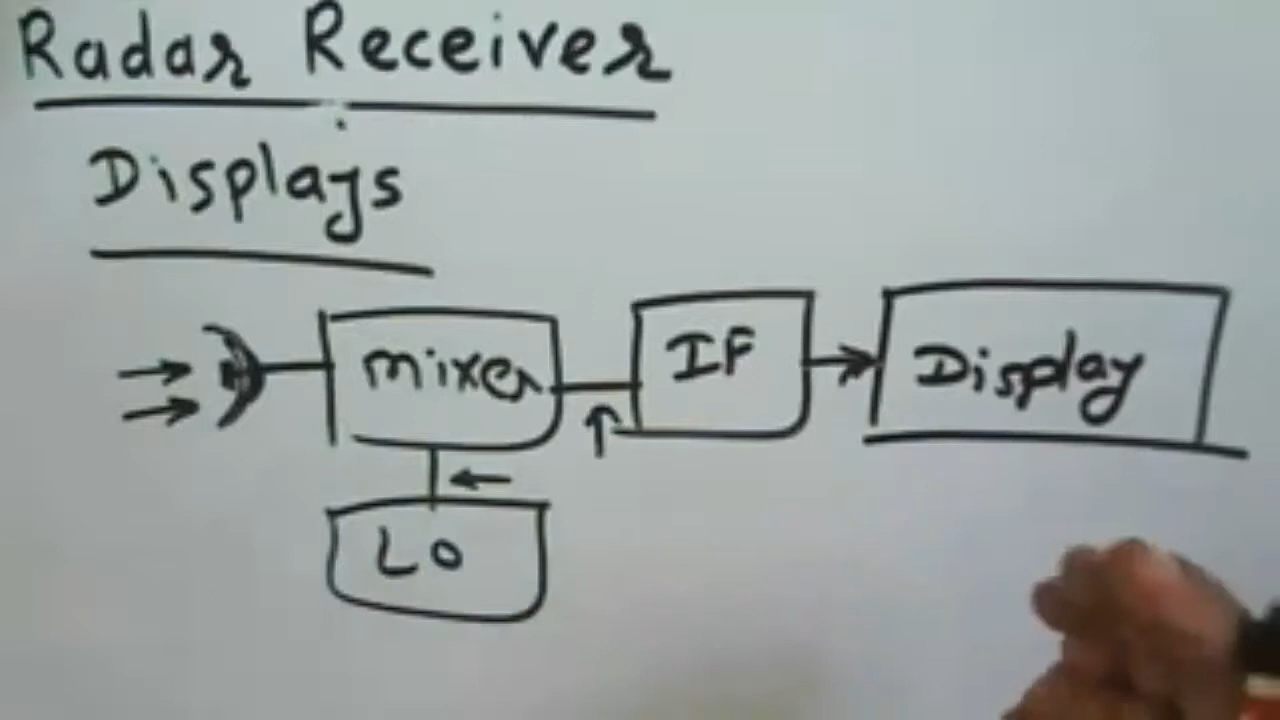 Radar Receiver
Displays
mixer
IF
Display
LO